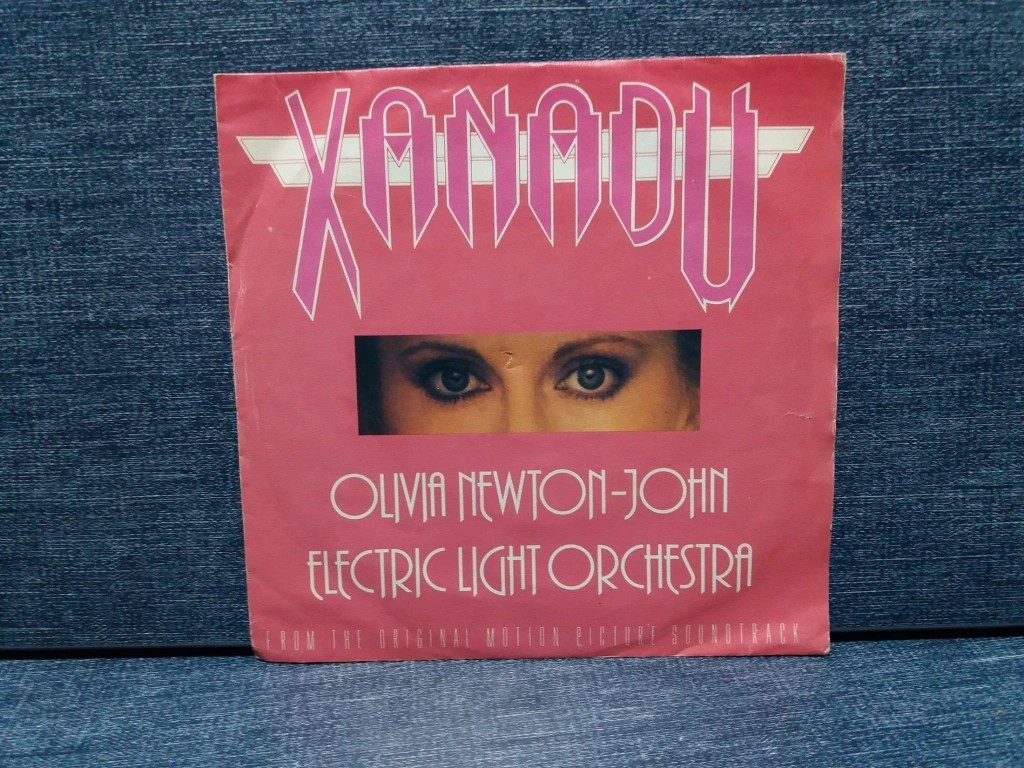 XANADU
OLIVIA NEWTON-JOHN
ELECTRIC LIGHT ORCHESTRA
FROM THE ORIGINAL MOTION PICTURE SOUNDTRACK